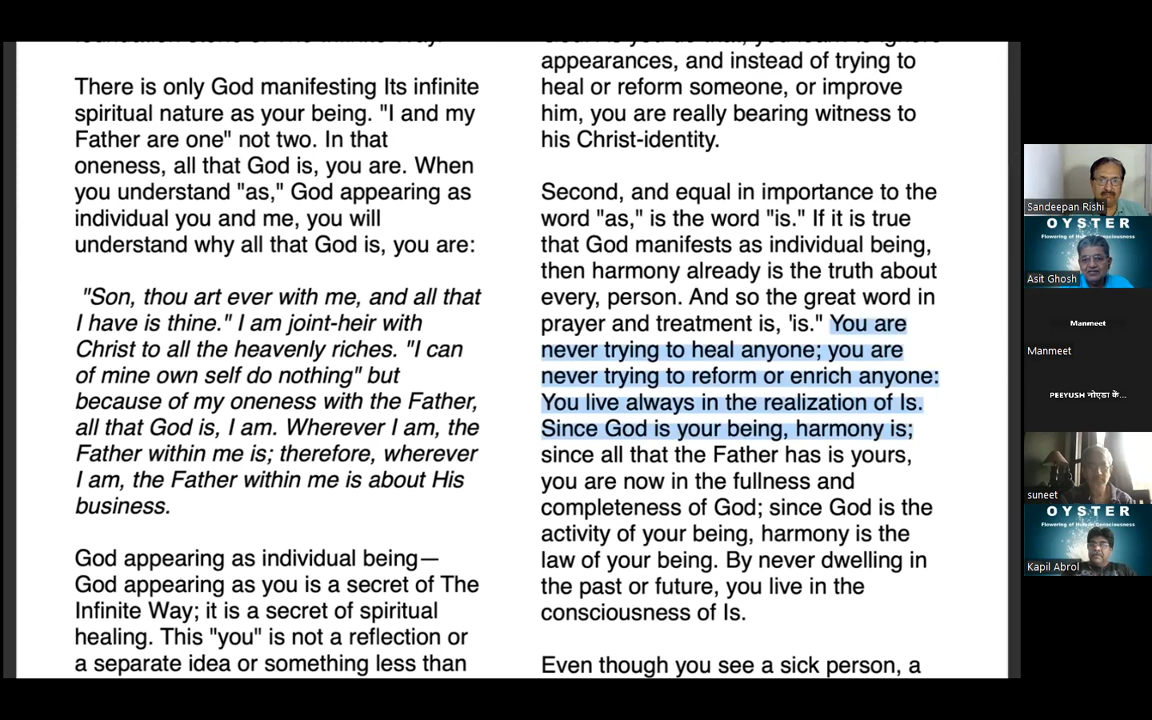 There is only God manifesting Its infinite
spiritual nature as your being. "I and my
Father are one" not two. In that
oneness, all that God is, you are. When
you understand "as," God appearing as
individual you and me, you will
understand why all that God is, you are:
"Son, thou art ever with me, and all that
I have is thine." I am joint-heir with
Christ to all the heavenly riches. "I can
of mine own self do nothing" but
because of my oneness with the Father,
all that God is, I am. Wherever I am, the
Father within me is; therefore, wherever
I am, the Father within me is about His
business.
God appearing as individual being—
God appearing as you is a secret of The
Infinite Way; it is a secret of spiritual
healing. This "you" is not a reflection or
a separate idea or something less than
appearances, and instead of trying to
heal or reform someone, or improve
him, you are really bearing witness to
his Christ-identity.
Second, and equal in importance to the
word "as," is the word "is." If it is true
that God manifests as individual being,
then harmony already is the truth about
every, person. And so the great word in
prayer and treatment is, 'is." You are
never trying to heal anyone; you are
never trying to reform or enrich anyone:
You live always in the realization of Is.
Since God is your being, harmony is;
since all that the Father has is yours,
you are now in the fullness and
completeness of God; since God is the
activity of your being, harmony is the
law of your being. By never dwelling in
the past or future, you live in the
consciousness of Is.
Even though you see a sick person, a
Sandeepan Rishi
OYSTER
Flowering of Human Consciousness
Asit Ghosh
Manmeet
Manmeet
PEEYUSH नोएडा कें...
suneet
OYSTER
Flowering of Human Consciousness
Kapil Abrol